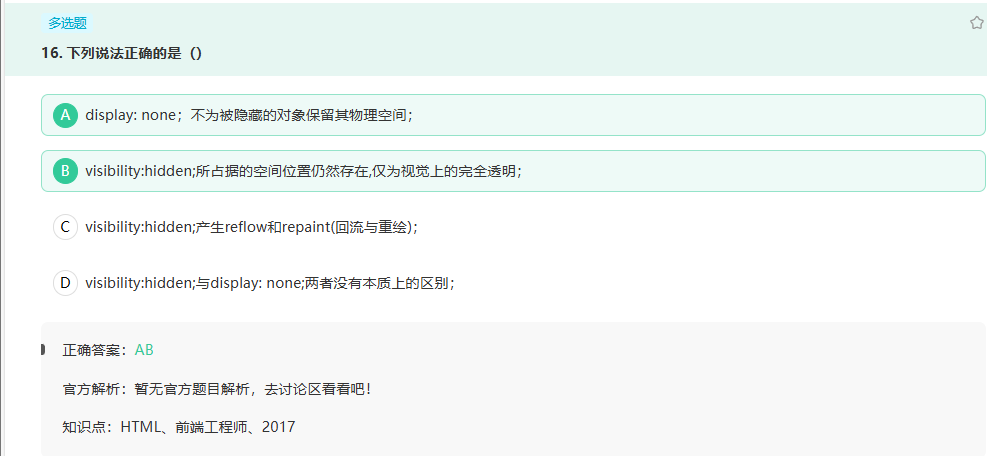 多选题
16. 下列说法正确的是（）
A display: none；不为被隐藏的对象保留其物理空间；
B visibility:hidden;所占据的空间位置仍然存在,仅为视觉上的完全透明；
C visibility:hidden;产生reflow和repaint(回流与重绘)；
D visibility:hidden;与display: none;两者没有本质上的区别；
正确答案：AB
官方解析：暂无官方题目解析，去讨论区看看吧！
知识点：HTML、前端工程师、2017